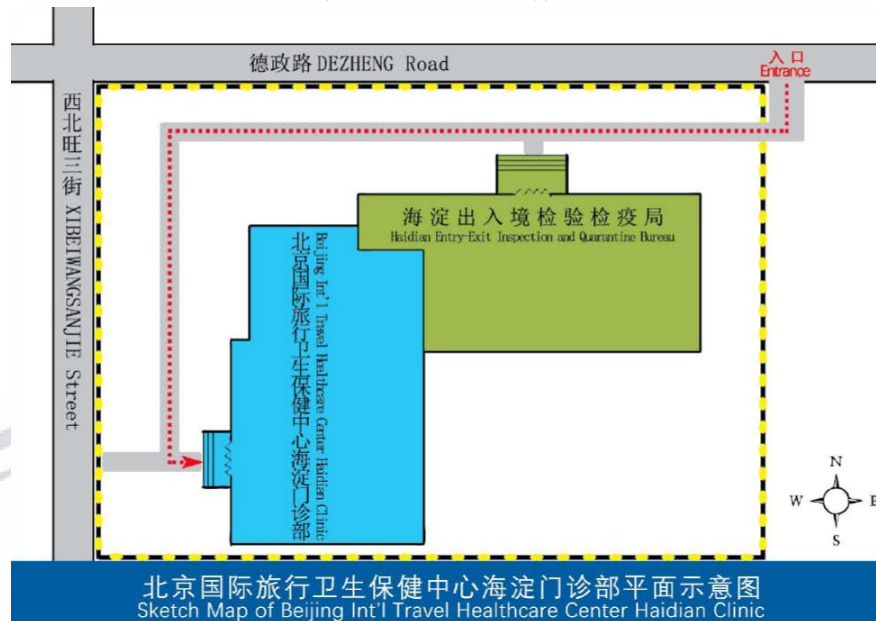 德政路 DEZHENG Road
入口
Entrance
西北旺三街 XIBEIWANGSANJIE Street
海淀出入境检验检疫局
Haidian Entry-Exit Inspection and Quarantine Bureau
Beijing Int'l Travel Healthcare Center Haidian Clinic
北京国际旅行卫生保健中心海淀门诊部
N
W
E
S
北京国际旅行卫生保健中心海淀门诊部平面示意图
Sketch Map of Beijing Int'l Travel Healthcare Center Haidian Clinic